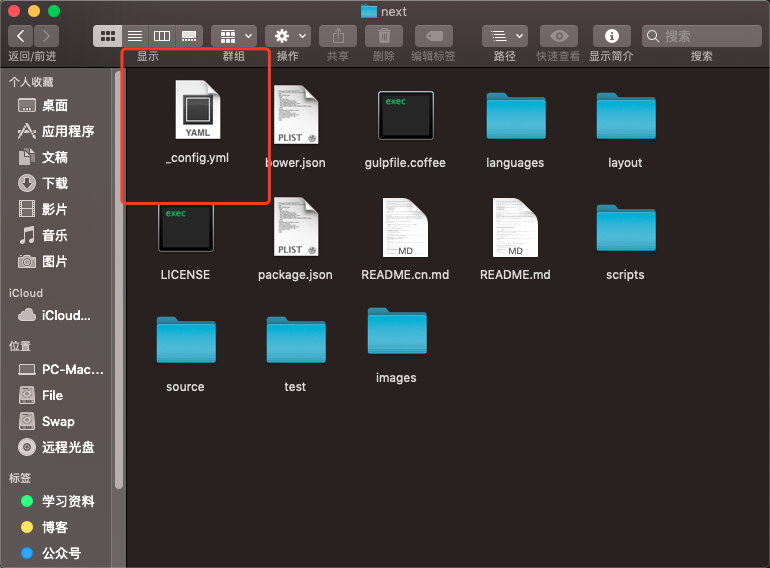 next
搜索
返回/前进
显示
群组
操作
共享
删除
编辑标签
路径
快速查看
显示简介
搜索
个人收藏
桌面
应用程序
文稿
下载
影片
音乐
图片
iCloud
iCloud...
位置
PC-Mac...
File
Swap
远程光盘
标签
学习资料
博客
公众号
YAML
_config.yml
PLIST
bower.json
exec
gulpfile.coffee
languages
layout
exec
LICENSE
PLIST
package.json
MD
README.cn.md
MD
README.md
scripts
source
test
images